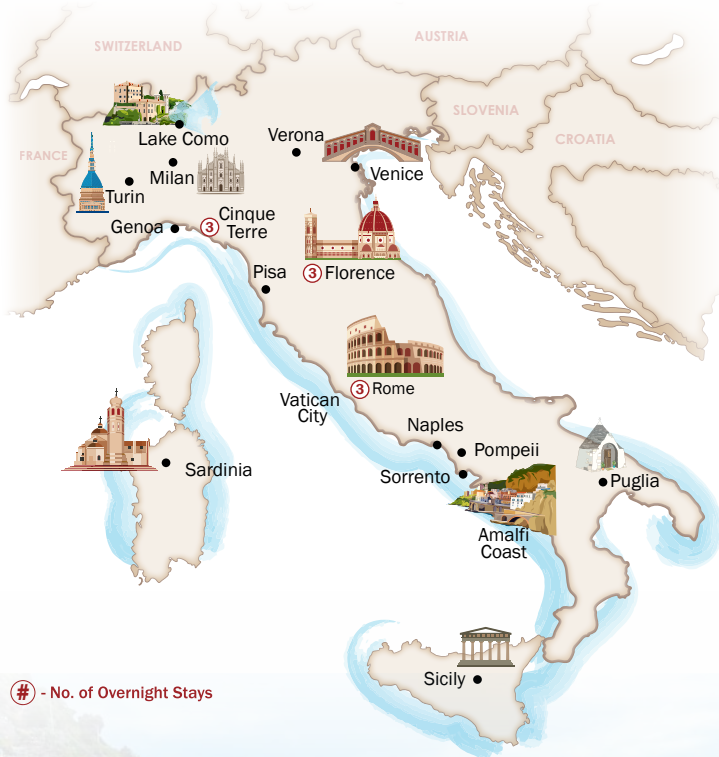 SWITZERLAND
AUSTRIA
SLOVENIA
CROATIA
FRANCE
Lake Como
Verona
Milan
Venice
Turin
Genoa
3
Cinque
Terre
3 Florence
Pisa
3 Rome
Vatican
City
Naples
Pompeii
Sorrento
Sardinia
Puglia
Amalfi
Coast
Sicily
# - No. of Overnight Stays